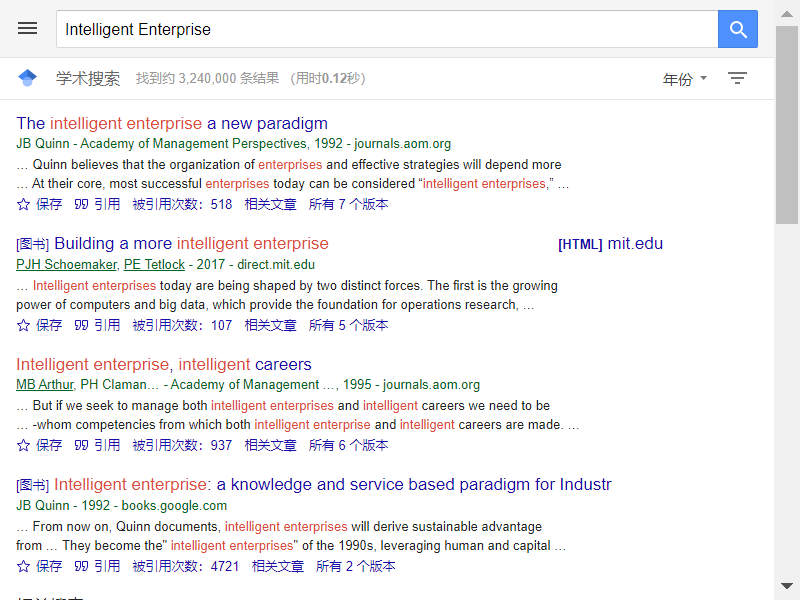 Intelligent Enterprise
学术搜索 找到约 3,240,000 条结果 （用时0.12秒） 年份
The intelligent enterprise a new paradigm
JB Quinn - Academy of Management Perspectives, 1992 - journals.aom.org
… Quinn believes that the organization of enterprises and effective strategies will depend more
… At their core, most successful enterprises today can be considered “intelligent enterprises,” …
保存 引用 被引用次数：518 相关文章 所有 7 个版本
[图书] Building a more intelligent enterprise [HTML] mit.edu
PJH Schoemaker, PE Tetlock - 2017 - direct.mit.edu
… Intelligent enterprises today are being shaped by two distinct forces. The first is the growing
power of computers and big data, which provide the foundation for operations research, …
保存 引用 被引用次数：107 相关文章 所有 5 个版本
Intelligent enterprise, intelligent careers
MB Arthur, PH Claman… - Academy of Management …, 1995 - journals.aom.org
… But if we seek to manage both intelligent enterprises and intelligent careers we need to be
… -whom competencies from which both intelligent enterprise and intelligent careers are made. …
保存 引用 被引用次数：937 相关文章 所有 6 个版本
[图书] Intelligent enterprise: a knowledge and service based paradigm for Industr
JB Quinn - 1992 - books.google.com
… From now on, Quinn documents, intelligent enterprises will derive sustainable advantage
from … They become the" intelligent enterprises" of the 1990s, leveraging human and capital …
保存 引用 被引用次数：4721 相关文章 所有 2 个版本